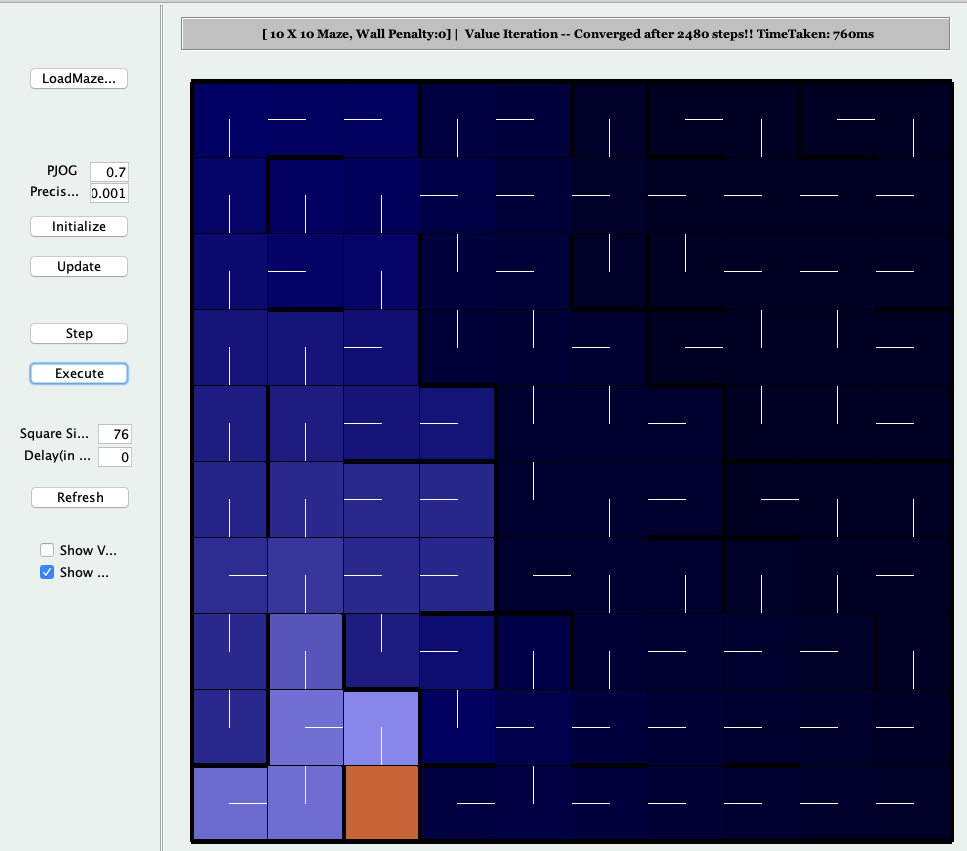 [ 10 X 10 Maze, Wall Penalty:0] | Value Iteration -- Converged after 2480 steps!! TimeTaken: 760ms
LoadMaze...
PJOG 0.7
Precis... 0.001
Initialize
Update
Step
Execute
Square Si... 76
Delay(in ... 0
Refresh
Show V...
Show ...